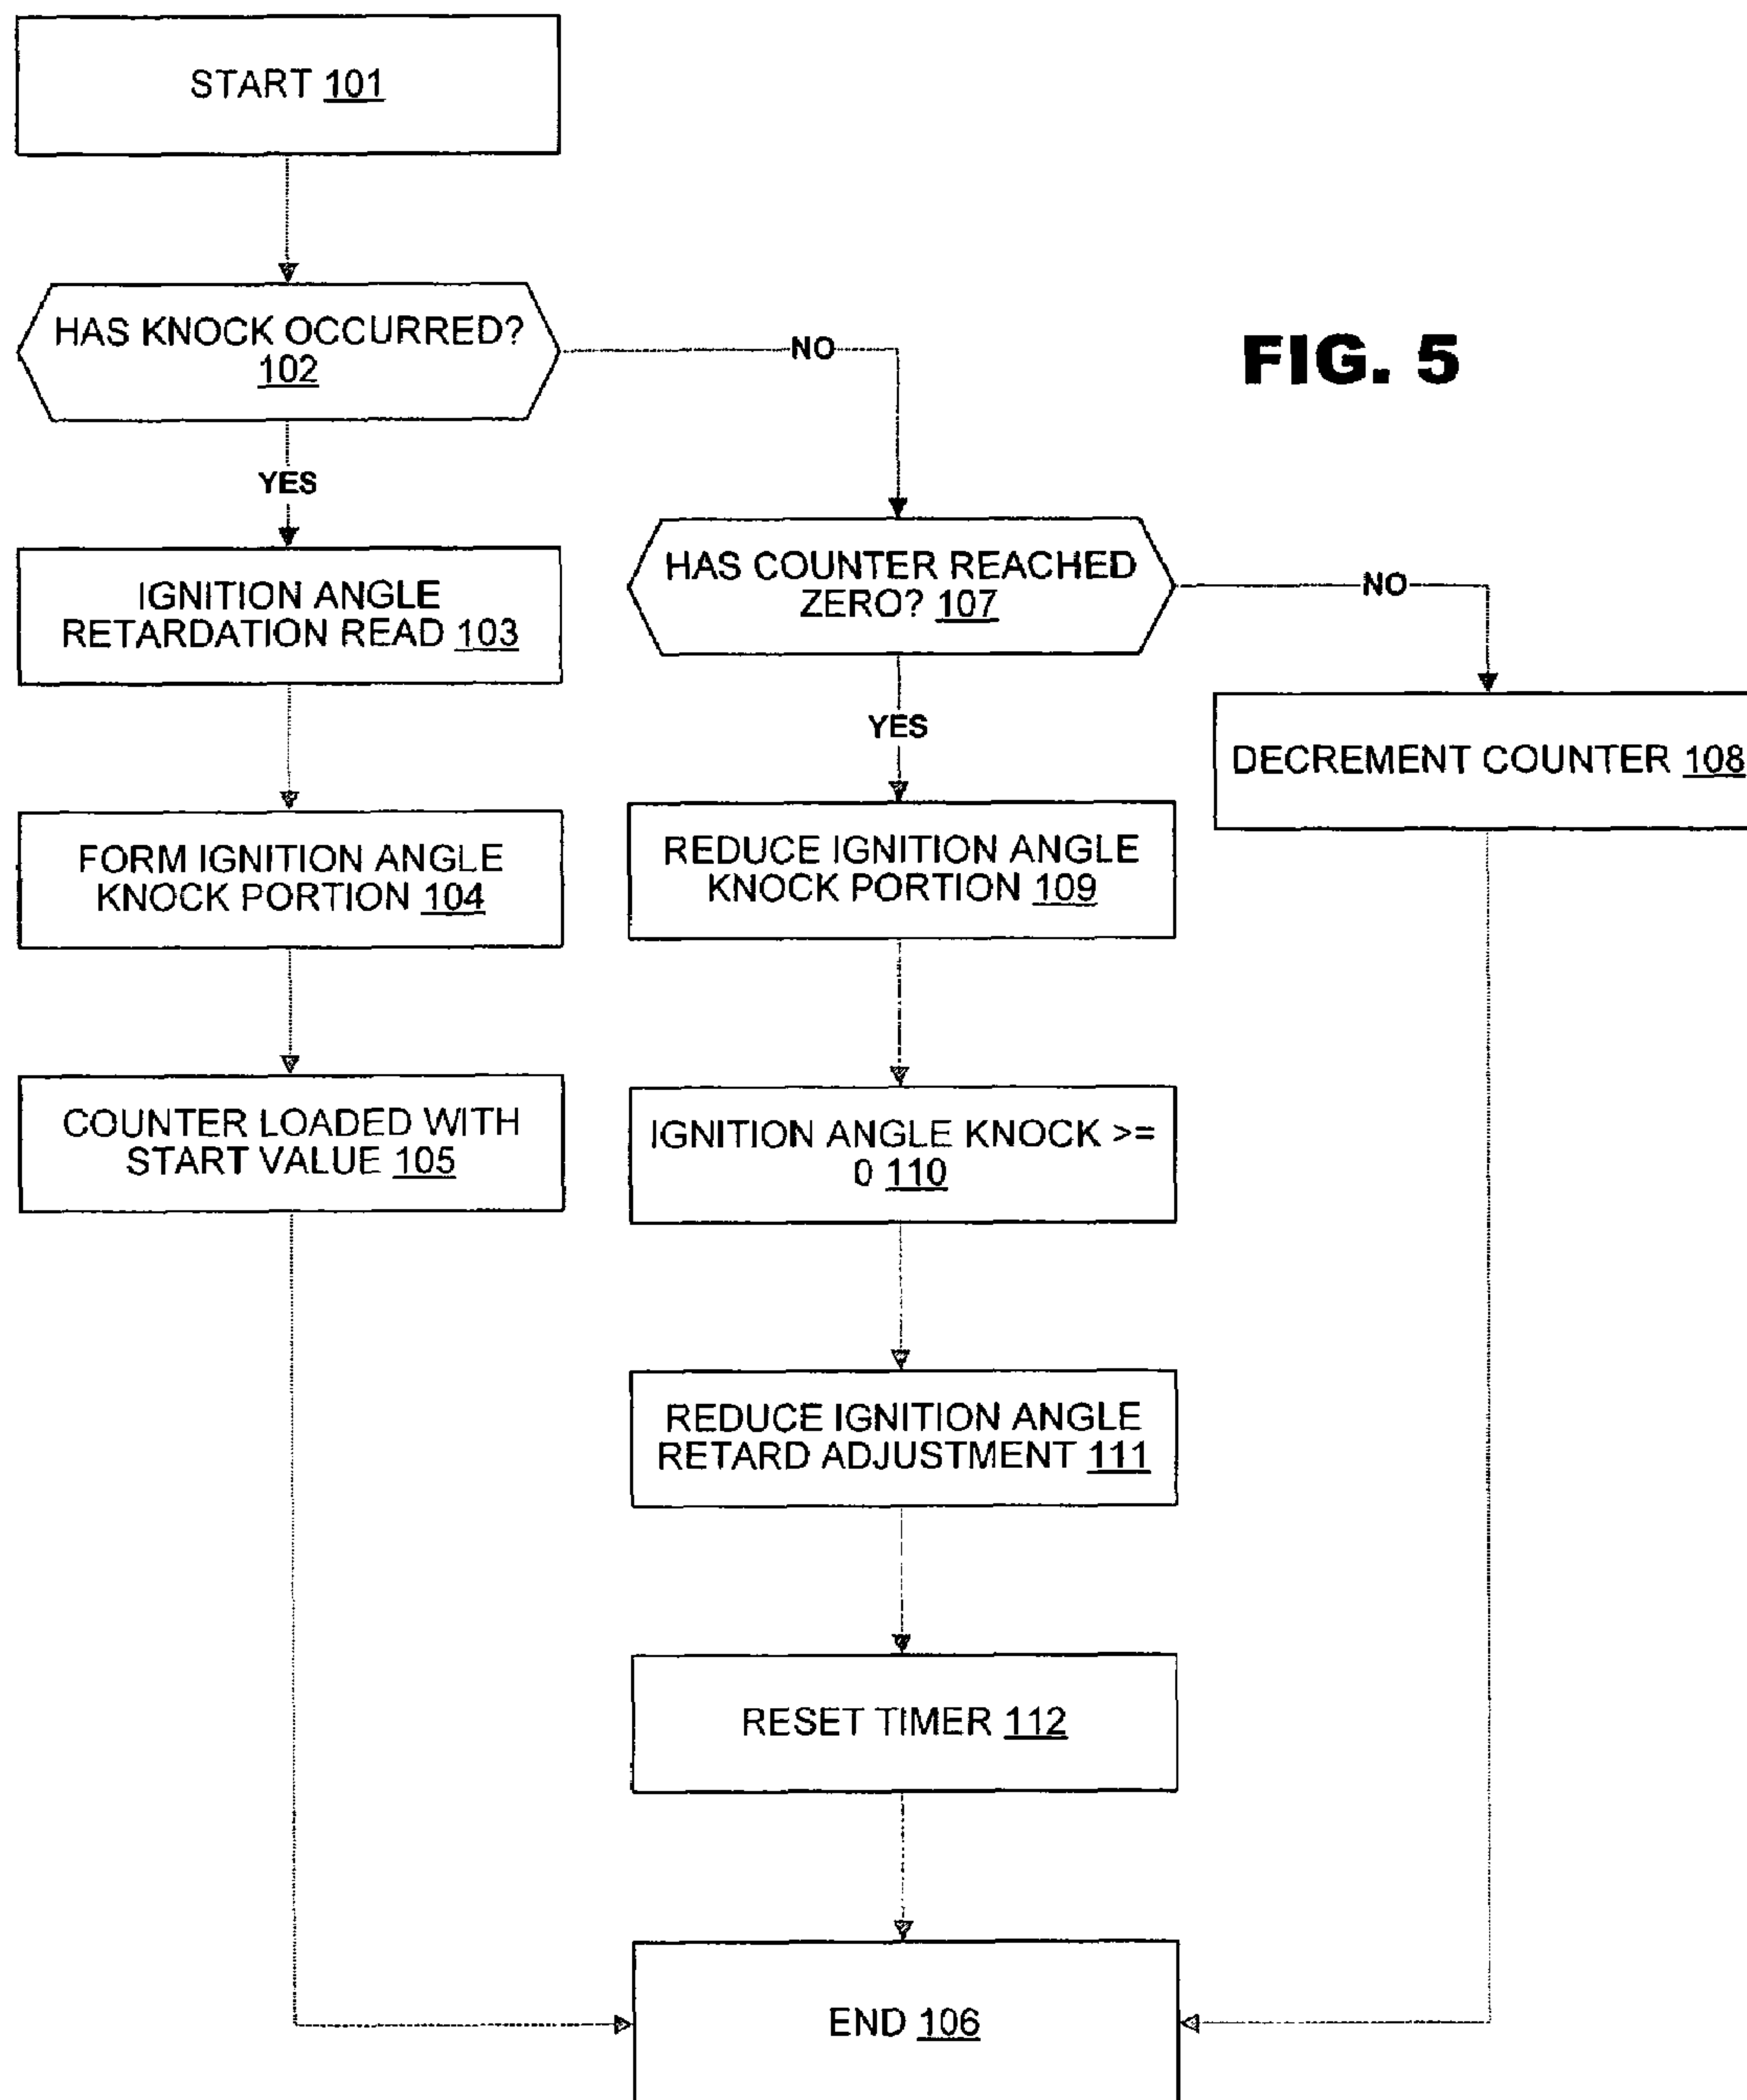 START 101
HAS KNOCK OCCURRED?
102
NO
FIG. 5
YES
IGNITION ANGLE
RETARDATION READ 103
HAS COUNTER REACHED
ZERO? 107
NO
YES
DECREMENT COUNTER 108
FORM IGNITION ANGLE
KNOCK PORTION 104
REDUCE IGNITION ANGLE
KNOCK PORTION 109
COUNTER LOADED WITH
START VALUE 105
IGNITION ANGLE KNOCK >=
0 110
REDUCE IGNITION ANGLE
RETARD ADJUSTMENT 111
RESET TIMER 112
END 106